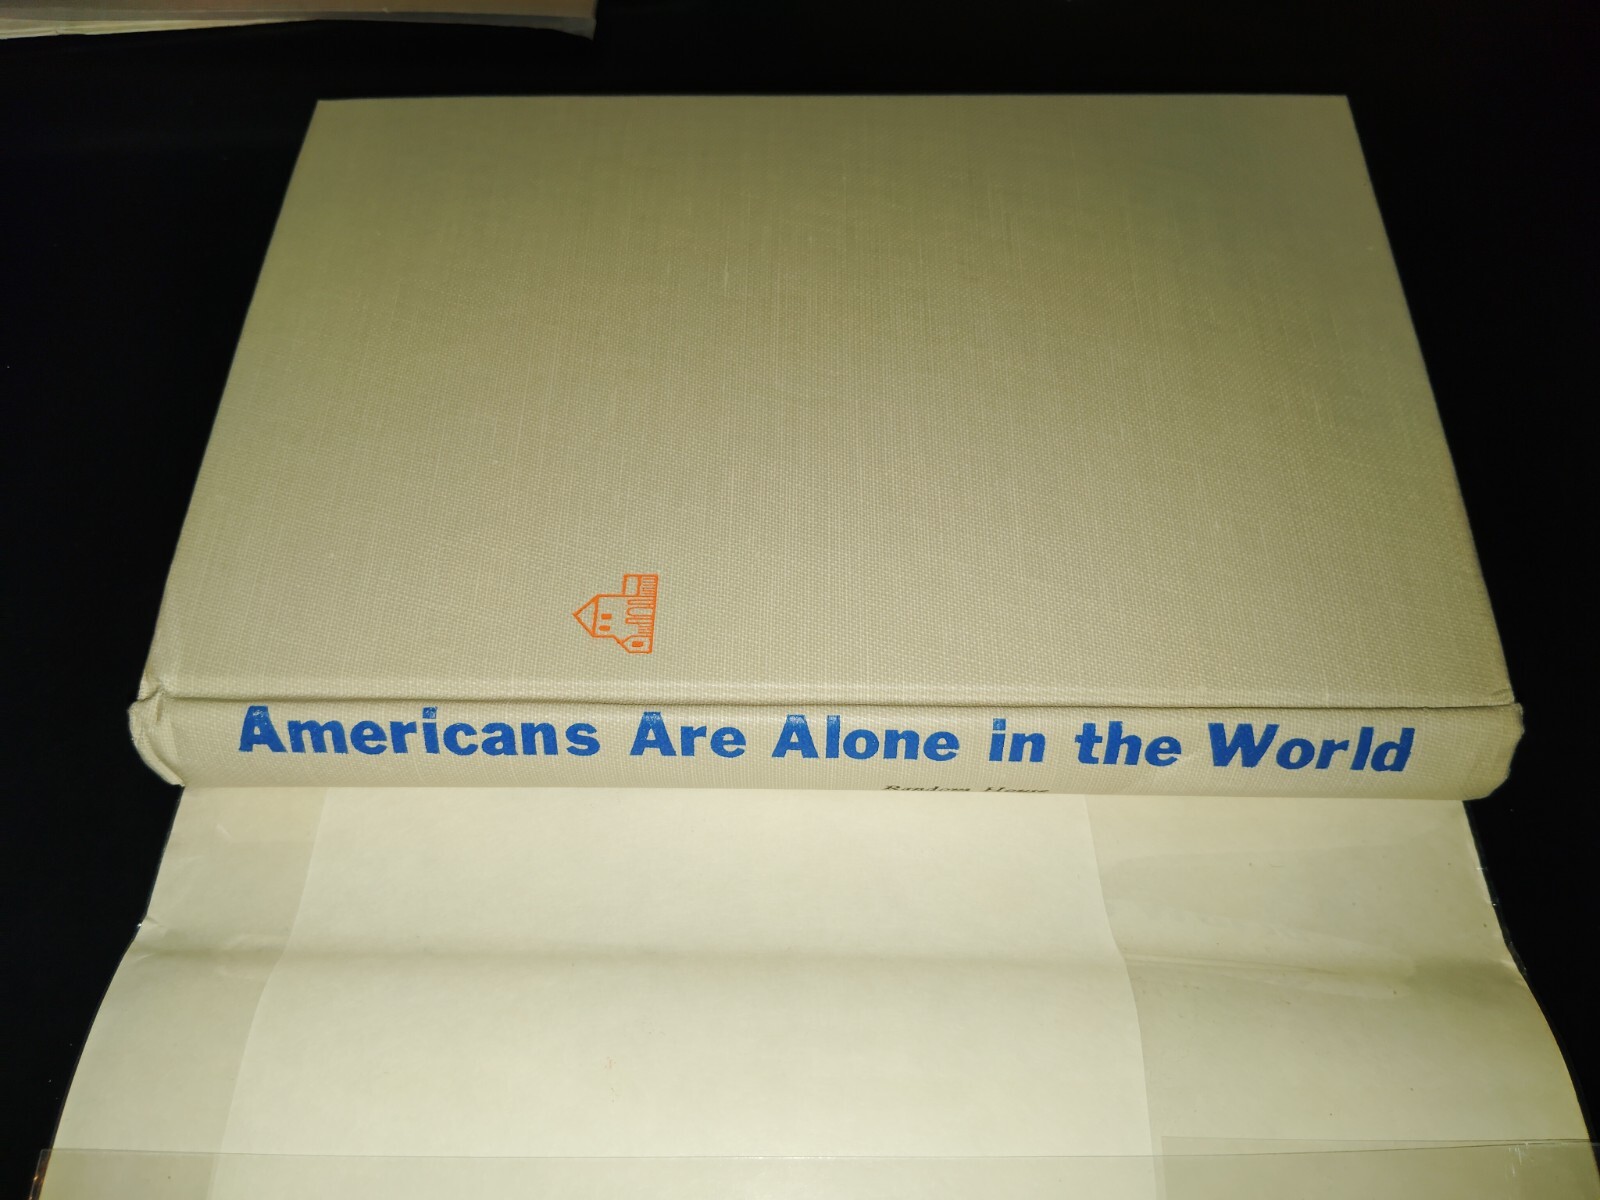 Americans Are Alone in the World
Random House